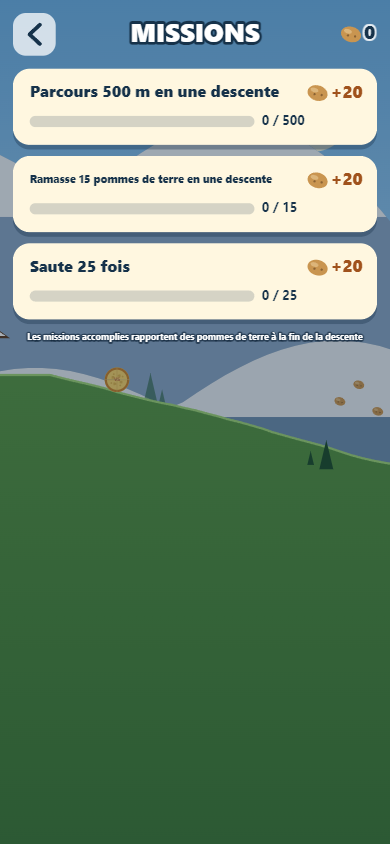 MISSIONS
0
Parcours 500 m en une descente
+20
0 / 500
Ramasse 15 pommes de terre en une descente
+20
0 / 15
Saute 25 fois
+20
0 / 25
Les missions accomplies rapportent des pommes de terre à la fin de la descente